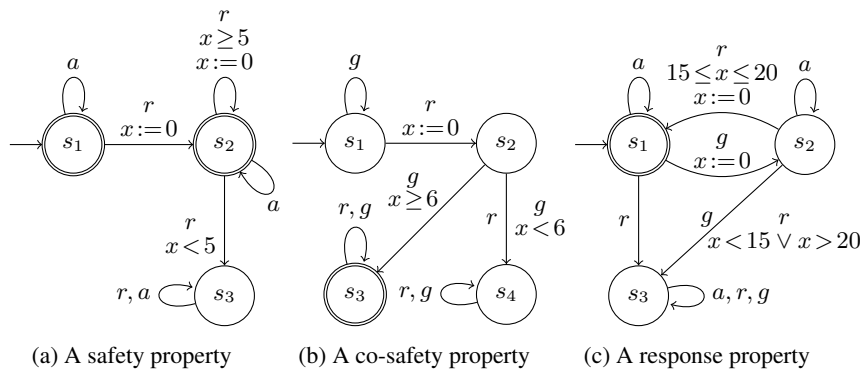 a
r
x := 0
r
x ≥ 5
x := 0
s₁
s₂
a
r
x < 5
r, a
s₃
(a) A safety property
g
r
x := 0
s₁
s₂
g
x ≥ 6
r
g
x < 6
r, g
s₃
r, g
s₄
(b) A co-safety property
a
r
15 ≤ x ≤ 20
x := 0
a
s₁
s₂
g
x := 0
r
g
r
x < 15 ∨ x > 20
s₃
a, r, g
(c) A response property